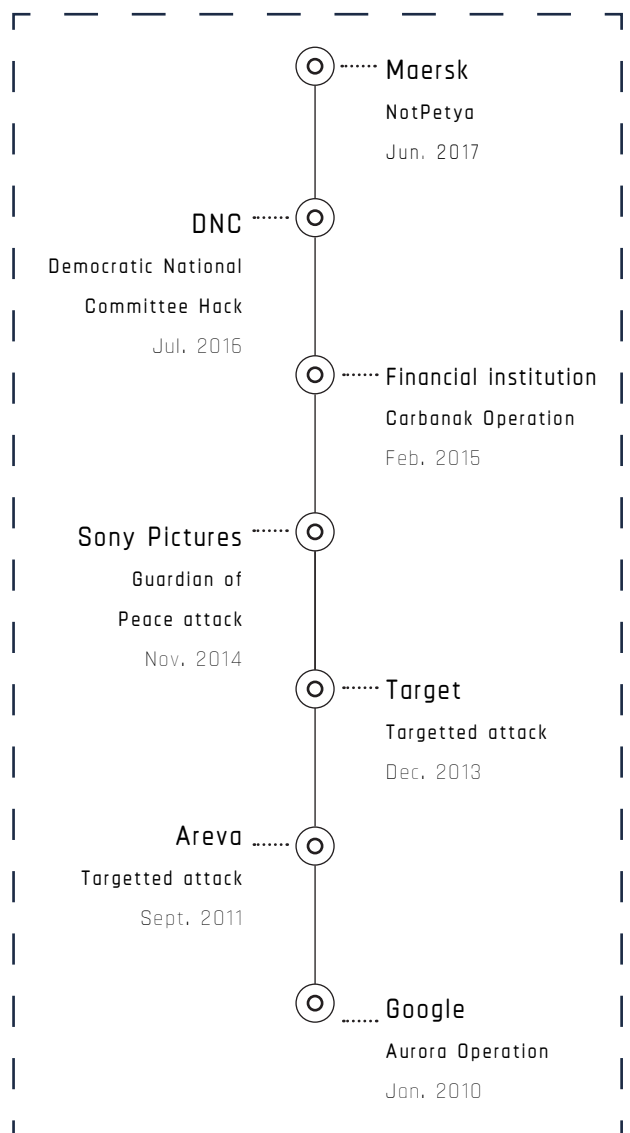 Maersk
NotPetya
Jun. 2017
DNC
Democratic National
Committee Hack
Jul. 2016
Financial institution
Carbanak Operation
Feb. 2015
Sony Pictures
Guardian of
Peace attack
Nov. 2014
Target
Targetted attack
Dec. 2013
Areva
Targetted attack
Sept. 2011
Google
Aurora Operation
Jan. 2010